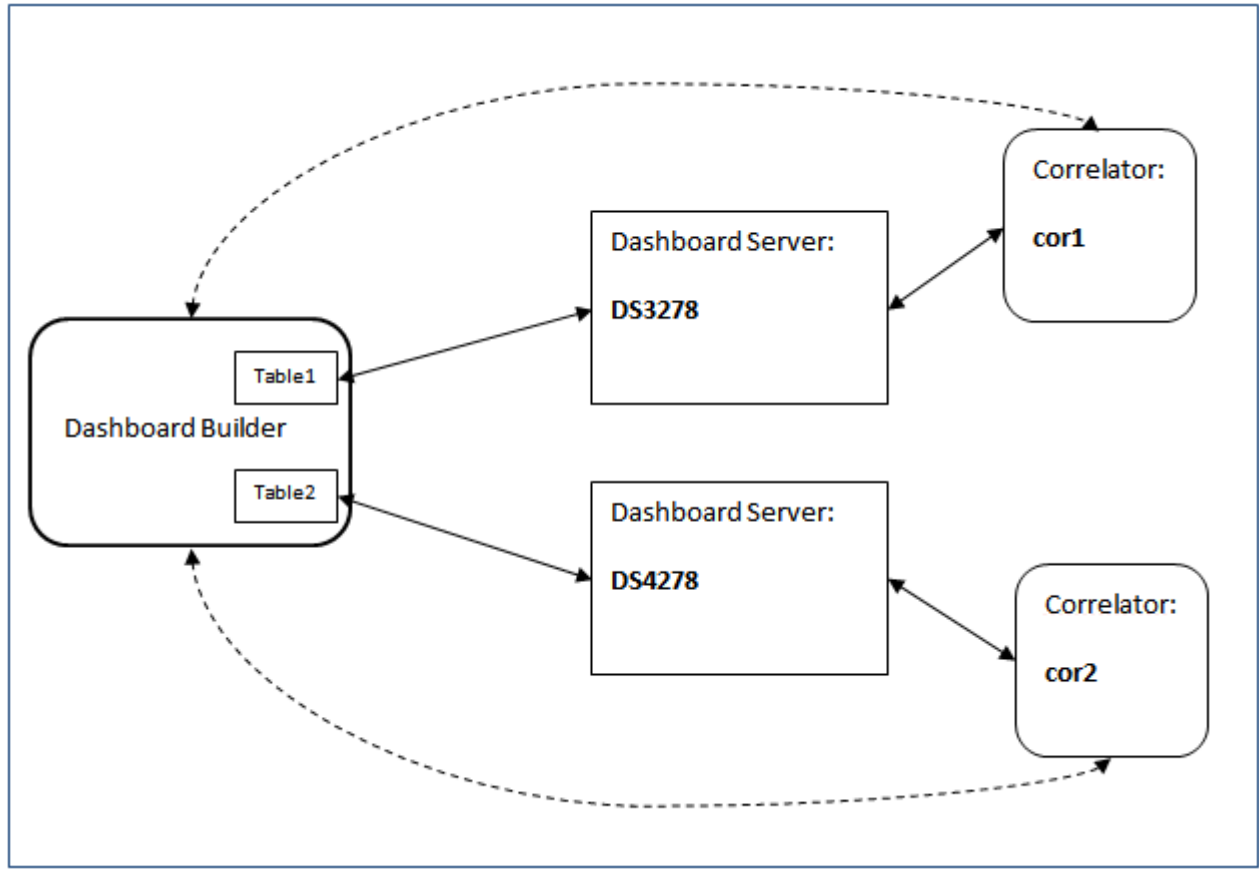 Correlator:
cor1
Dashboard Server:
DS3278
Table1
Dashboard Builder
Table2
Dashboard Server:
DS4278
Correlator:
cor2